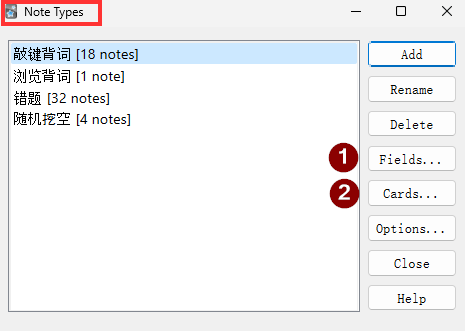 Note Types
敲键背词 [18 notes]
浏览背词 [1 note]
错题 [32 notes]
随机挖空 [4 notes]
Add
Rename
Delete
1 Fields...
2 Cards...
Options...
Close
Help